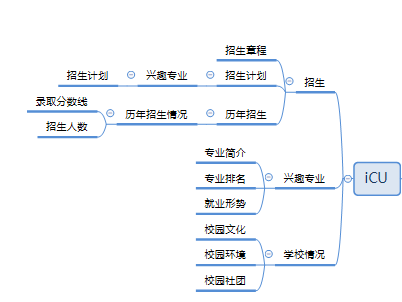 招生章程
招生计划
兴趣专业
招生计划
招生
录取分数线
历年招生情况
历年招生
招生人数
专业简介
专业排名
兴趣专业
iCU
就业形势
校园文化
校园环境
学校情况
校园社团